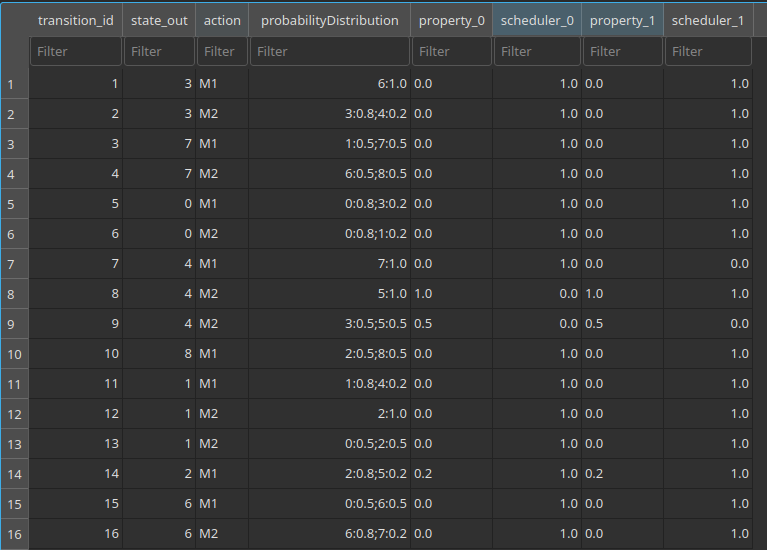 transition_id state_out action probabilityDistribution property_0 scheduler_0 property_1 scheduler_1
Filter Filter Filter Filter Filter Filter Filter Filter
1 1 3 M1 6:1.0 0.0 1.0 0.0 1.0
2 2 3 M2 3:0.8;4:0.2 0.0 1.0 0.0 1.0
3 3 7 M1 1:0.5;7:0.5 0.0 1.0 0.0 1.0
4 4 7 M2 6:0.5;8:0.5 0.0 1.0 0.0 1.0
5 5 0 M1 0:0.8;3:0.2 0.0 1.0 0.0 1.0
6 6 0 M2 0:0.8;1:0.2 0.0 1.0 0.0 1.0
7 7 4 M1 7:1.0 0.0 1.0 0.0 0.0
8 8 4 M2 5:1.0 1.0 0.0 1.0 1.0
9 9 4 M2 3:0.5;5:0.5 0.5 0.0 0.5 0.0
10 10 8 M1 2:0.5;8:0.5 0.0 1.0 0.0 1.0
11 11 1 M1 1:0.8;4:0.2 0.0 1.0 0.0 1.0
12 12 1 M2 2:1.0 0.0 1.0 0.0 1.0
13 13 1 M2 0:0.5;2:0.5 0.0 1.0 0.0 1.0
14 14 2 M1 2:0.8;5:0.2 0.2 1.0 0.2 1.0
15 15 6 M1 0:0.5;6:0.5 0.0 1.0 0.0 1.0
16 16 6 M2 6:0.8;7:0.2 0.0 1.0 0.0 1.0